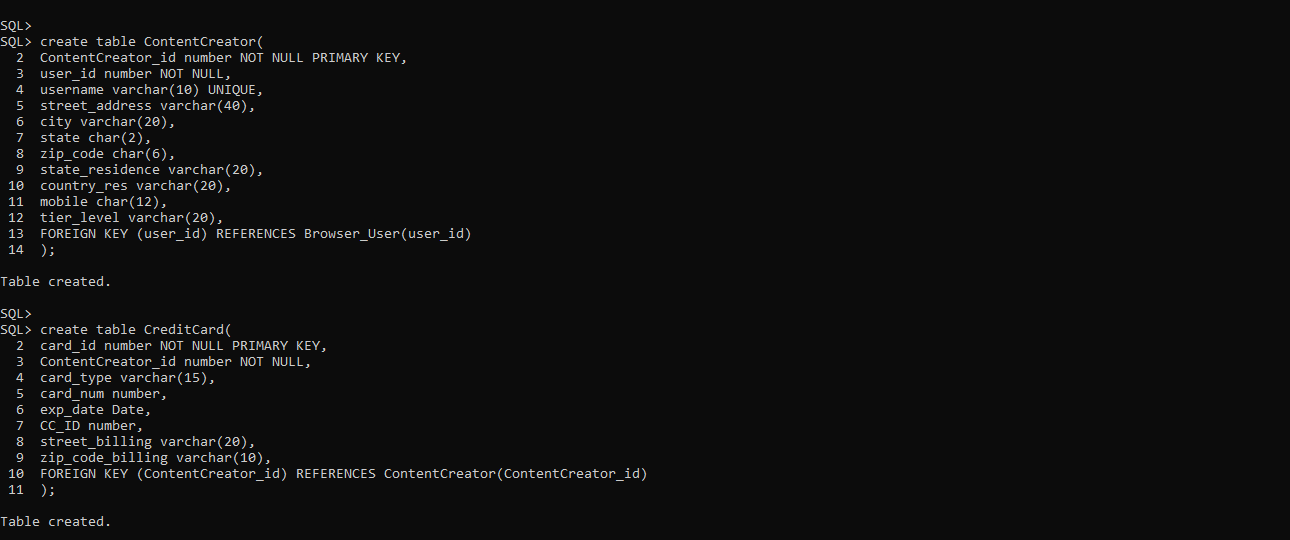 SQL>
SQL> create table ContentCreator(
  2  ContentCreator_id number NOT NULL PRIMARY KEY,
  3  user_id number NOT NULL,
  4  username varchar(10) UNIQUE,
  5  street_address varchar(40),
  6  city varchar(20),
  7  state char(2),
  8  zip_code char(6),
  9  state_residence varchar(20),
 10  country_res varchar(20),
 11  mobile char(12),
 12  tier_level varchar(20),
 13  FOREIGN KEY (user_id) REFERENCES Browser_User(user_id)
 14  );
Table created.
SQL>
SQL> create table CreditCard(
  2  card_id number NOT NULL PRIMARY KEY,
  3  ContentCreator_id number NOT NULL,
  4  card_type varchar(15),
  5  card_num number,
  6  exp_date Date,
  7  CC_ID number,
  8  street_billing varchar(20),
  9  zip_code_billing varchar(10),
 10  FOREIGN KEY (ContentCreator_id) REFERENCES ContentCreator(ContentCreator_id)
 11  );
Table created.